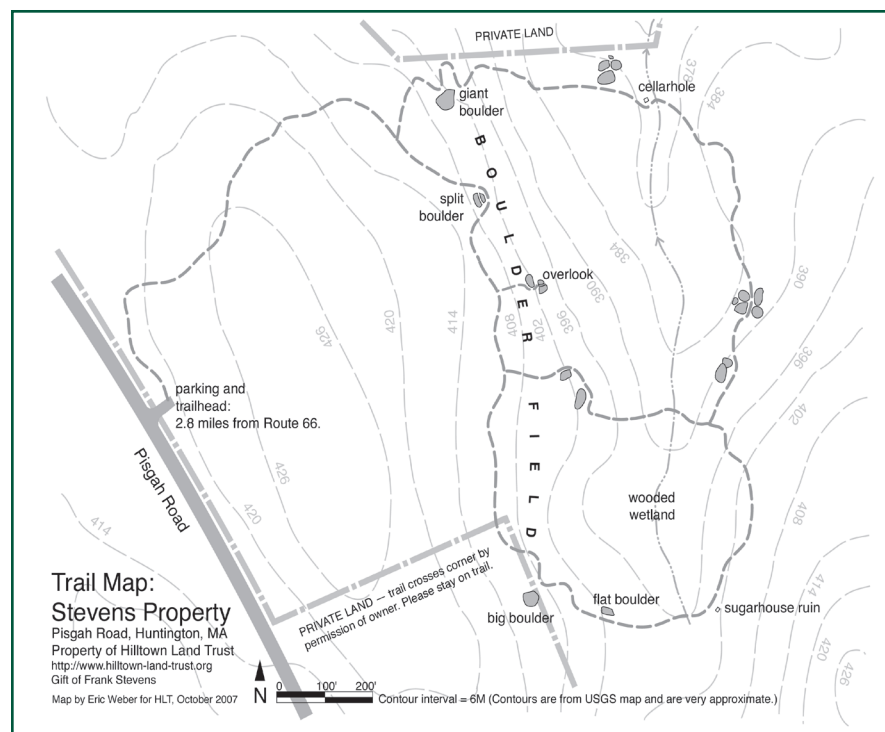 PRIVATE LAND
378
384
cellarhole
giant
boulder
BOULDER
split
boulder
overlook
384
390
390
396
402
408
414
420
426
396
402
parking and
trailhead:
2.8 miles from Route 66.
FIELD
Pisgah Road
426
420
414
wooded
wetland
408
414
420
426
PRIVATE LAND — trail crosses corner by
permission of owner. Please stay on trail.
big boulder
flat boulder
sugarhouse ruin
Trail Map:
Stevens Property
Pisgah Road, Huntington, MA
Property of Hilltown Land Trust
http://www.hilltown-land-trust.org
Gift of Frank Stevens
Map by Eric Weber for HLT, October 2007
N
0 100' 200'
Contour interval = 6M (Contours are from USGS map and are very approximate.)